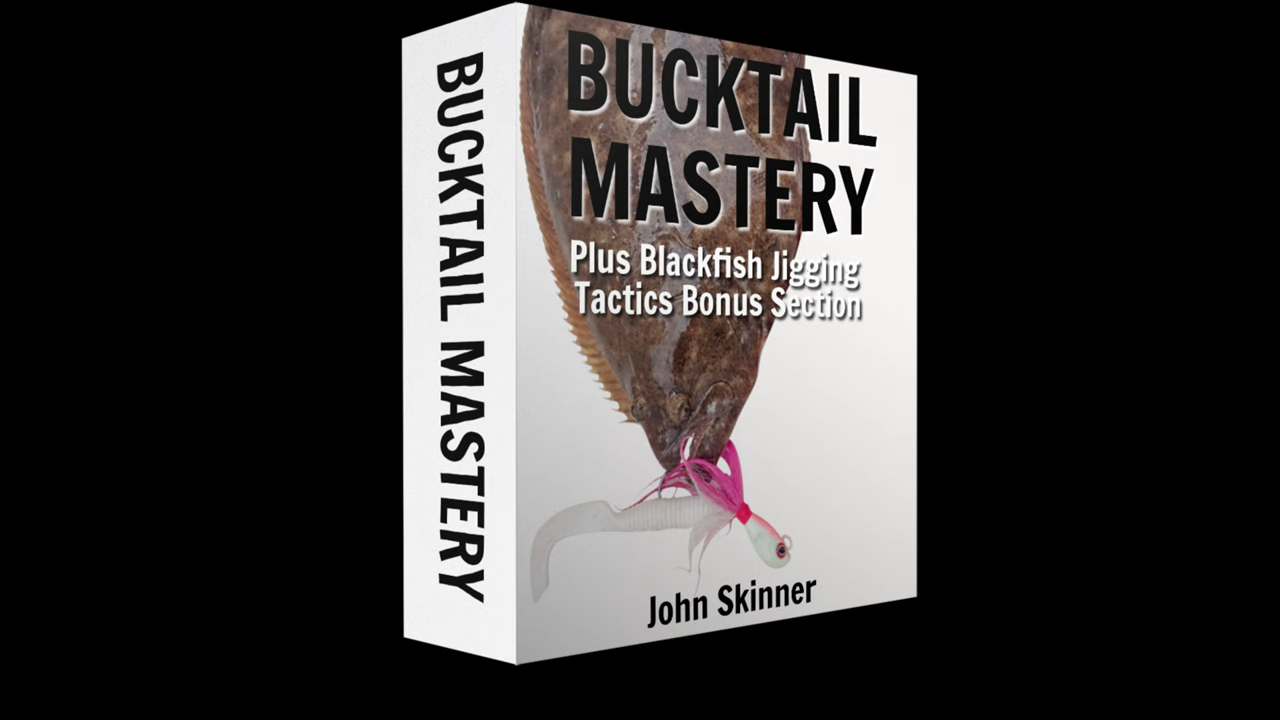 BUCKTAIL MASTERY
BUCKTAIL
MASTERY
Plus Blackfish Jigging
Tactics Bonus Section
John Skinner